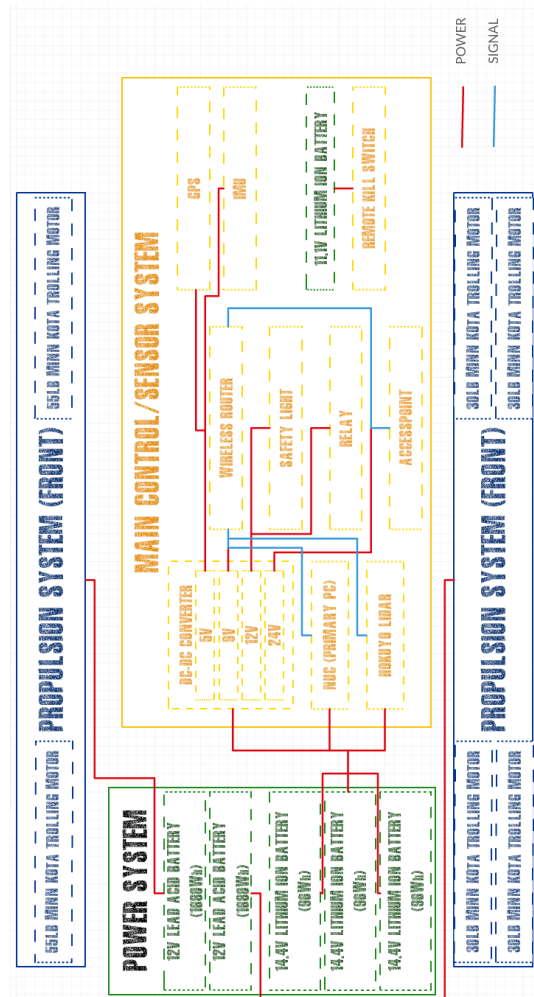 55LB MINN KOTA TROLLING MOTOR
PROPULSION SYSTEM (FRONT)
55LB MINN KOTA TROLLING MOTOR
POWER SYSTEM
12V LEAD ACID BATTERY
(1680Wh)
12V LEAD ACID BATTERY
(1680Wh)
14.4V LITHIUM ION BATTERY
(96Wh)
14.4V LITHIUM ION BATTERY
(96Wh)
14.4V LITHIUM ION BATTERY
(96Wh)
MAIN CONTROL/SENSOR SYSTEM
DC-DC CONVERTER
5V
9V
12V
24V
NUC (PRIMARY PC)
HOKUYO LIDAR
WIRELESS ROUTER
SAFETY LIGHT
RELAY
ACCESSPOINT
GPS
IMU
11.1V LITHIUM ION BATTERY
REMOTE KILL SWITCH
30LB MINN KOTA TROLLING MOTOR
30LB MINN KOTA TROLLING MOTOR
PROPULSION SYSTEM (FRONT)
30LB MINN KOTA TROLLING MOTOR
30LB MINN KOTA TROLLING MOTOR
POWER
SIGNAL